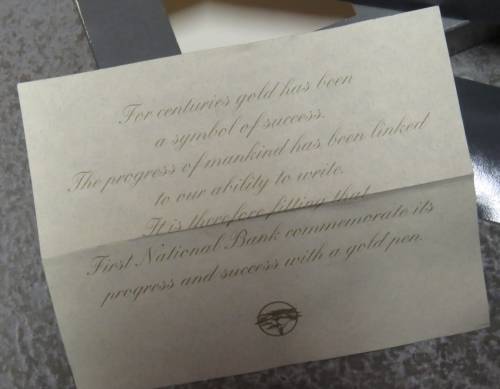 For centuries gold has been
a symbol of success.
The progress of mankind has been linked
to our ability to write.
It is therefore fitting that
First National Bank commemorate its
progress and success with a gold pen.